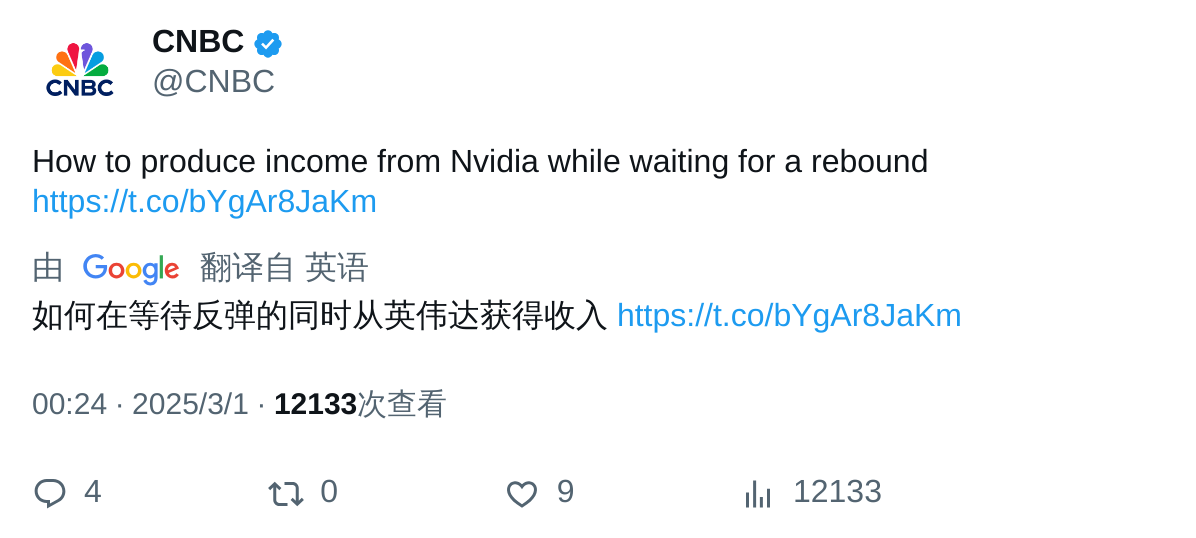 CNBC
CNBC
@CNBC
How to produce income from Nvidia while waiting for a rebound
https://t.co/bYgAr8JaKm
由 Google 翻译自 英语
如何在等待反弹的同时从英伟达获得收入 https://t.co/bYgAr8JaKm
00:24 · 2025/3/1 · 12133次查看
4 0 9 12133